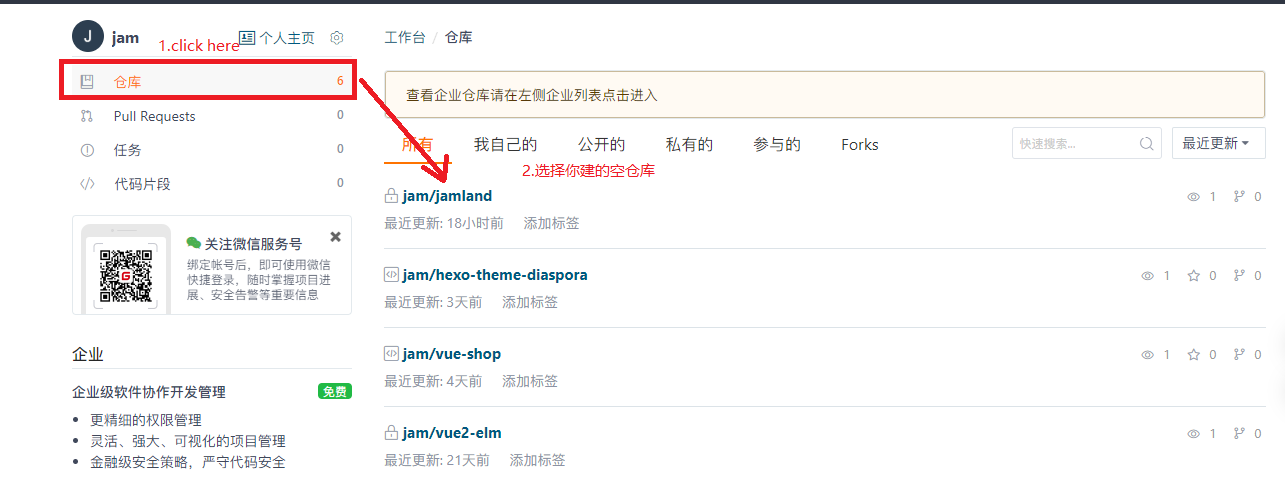 J jam
1.click here
个人主页
仓库 6
Pull Requests 0
任务 0
代码片段 0
关注微信服务号
绑定帐号后，即可使用微信
快捷登录，随时掌握项目进
展、安全告警等重要信息
G
企业
企业级软件协作开发管理 免费
更精细的权限管理
灵活、强大、可视化的项目管理
金融级安全策略，严守代码安全
工作台 / 仓库
查看企业仓库请在左侧企业列表点击进入
所有 我自己的 公开的 私有的 参与的 Forks 快速搜索... 最近更新
2.选择你建的空仓库
jam/jamland 1 0
最近更新: 18小时前 添加标签
jam/hexo-theme-diaspora 1 0 0
最近更新: 3天前 添加标签
jam/vue-shop 1 0 0
最近更新: 4天前 添加标签
jam/vue2-elm 1 0
最近更新: 21天前 添加标签